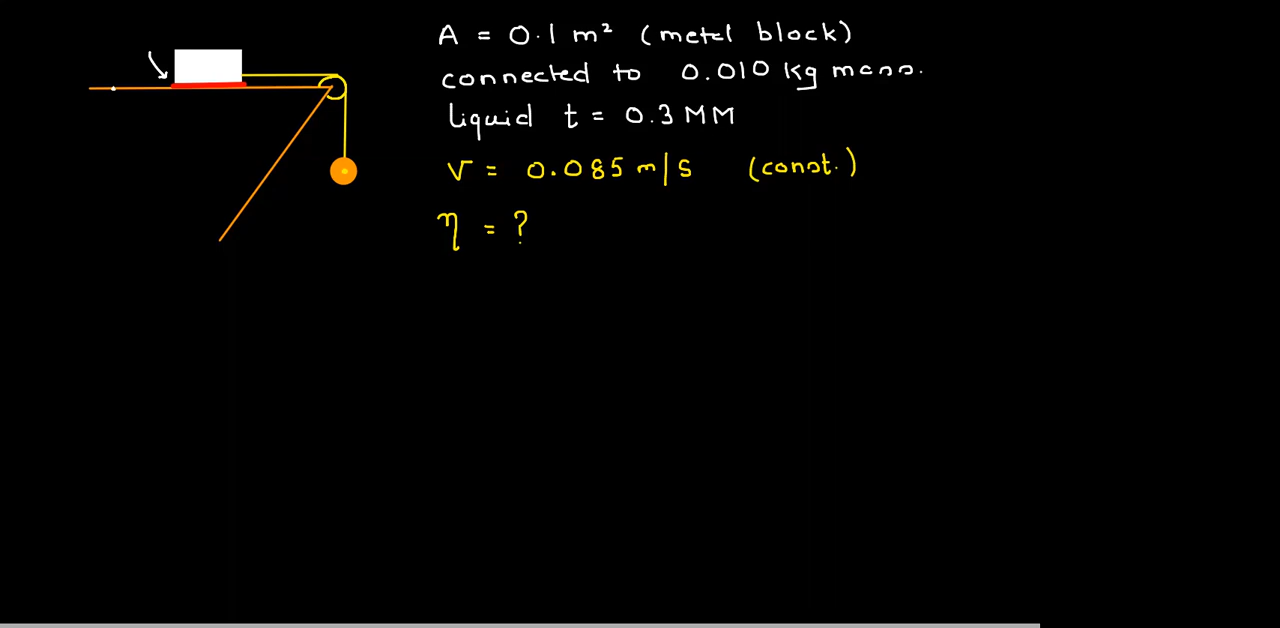 A = 0.1 m² (metal block)
connected to 0.010 kg mass.
liquid t = 0.3 MM
v = 0.085 m/s (const.)
η = ?